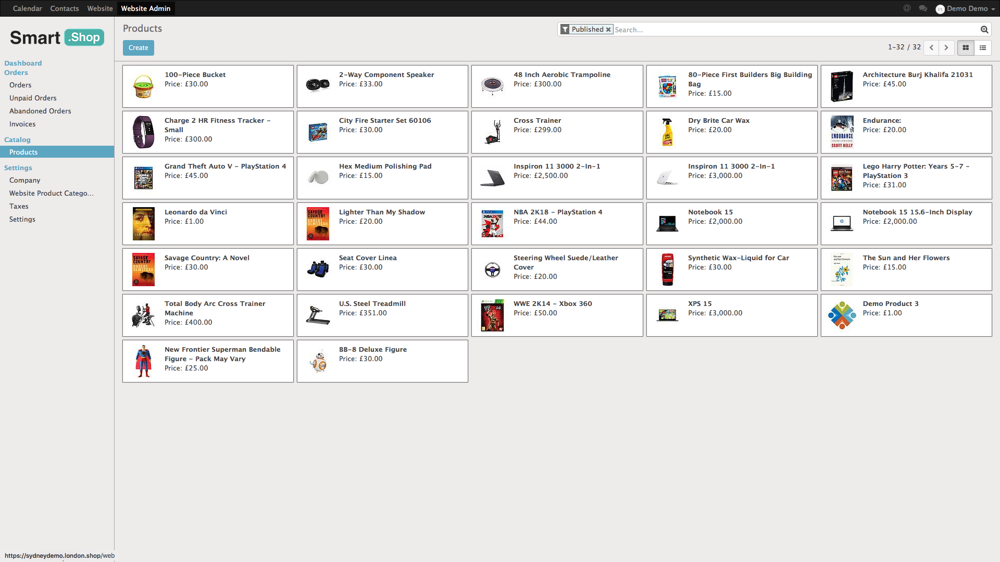 Calendar Contacts Website Website Admin
Demo Demo
Smart .Shop
Products
Published
Search...
Create
1-32 / 32
Dashboard
Orders
Orders
Unpaid Orders
Abandoned Orders
Invoices
Catalog
Products
Settings
Company
Website Product Catego...
Taxes
Settings
100-Piece Bucket
Price: £30.00
2-Way Component Speaker
Price: £33.00
48 Inch Aerobic Trampoline
Price: £300.00
80-Piece First Builders Big Building
Bag
Price: £15.00
Architecture Burj Khalifa 21031
Price: £45.00
Charge 2 HR Fitness Tracker -
Small
Price: £300.00
City Fire Starter Set 60106
Price: £30.00
Cross Trainer
Price: £299.00
Dry Brite Car Wax
Price: £20.00
ENDURANCE
SCOTT KELLY
Endurance:
Price: £20.00
Grand Theft Auto V - PlayStation 4
Price: £45.00
Hex Medium Polishing Pad
Price: £15.00
Inspiron 11 3000 2-In-1
Price: £2,500.00
Inspiron 11 3000 2-In-1
Price: £3,000.00
Lego Harry Potter: Years 5-7 -
PlayStation 3
Price: £31.00
LEONARDO
DA VINCI
WALTER
ISAACSON
Leonardo da Vinci
Price: £1.00
SAVAGE
COUNTRY
ROBERT
OLMSTEAD
Lighter Than My Shadow
Price: £20.00
NBA 2K18
NBA 2K18 - PlayStation 4
Price: £44.00
Notebook 15
Price: £2,000.00
Notebook 15 15.6-Inch Display
Price: £2,000.00
SAVAGE
COUNTRY
ROBERT
OLMSTEAD
Savage Country: A Novel
Price: £30.00
Seat Cover Linea
Price: £30.00
Steering Wheel Suede/Leather
Cover
Price: £20.00
Synthetic Wax-Liquid for Car
Price: £30.00
the sun
and her flowers
The Sun and Her Flowers
Price: £15.00
Total Body Arc Cross Trainer
Machine
Price: £400.00
U.S. Steel Treadmill
Price: £351.00
2K14
WWE 2K14 - Xbox 360
Price: £50.00
XPS 15
Price: £3,000.00
Demo Product 3
Price: £1.00
New Frontier Superman Bendable
Figure - Pack May Vary
Price: £25.00
BB-8 Deluxe Figure
Price: £30.00
https://sydneydemo.london.shop/web